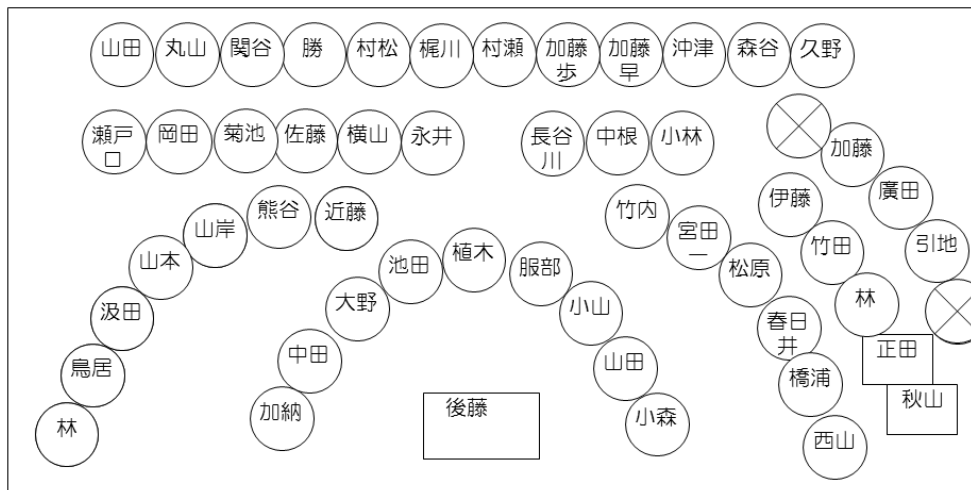 山田
丸山
関谷
勝
村松
梶川
村瀬
加藤
歩
加藤
早
沖津
森谷
久野
瀬戸
口
岡田
菊池
佐藤
横山
永井
長谷
川
中根
小林
加藤
廣田
引地
伊藤
竹田
林
正田
秋山
竹内
宮田
一
松原
春日
井
橋浦
西山
近藤
熊谷
山岸
山本
汲田
鳥居
林
植木
池田
大野
中田
加納
服部
小山
山田
小森
後藤